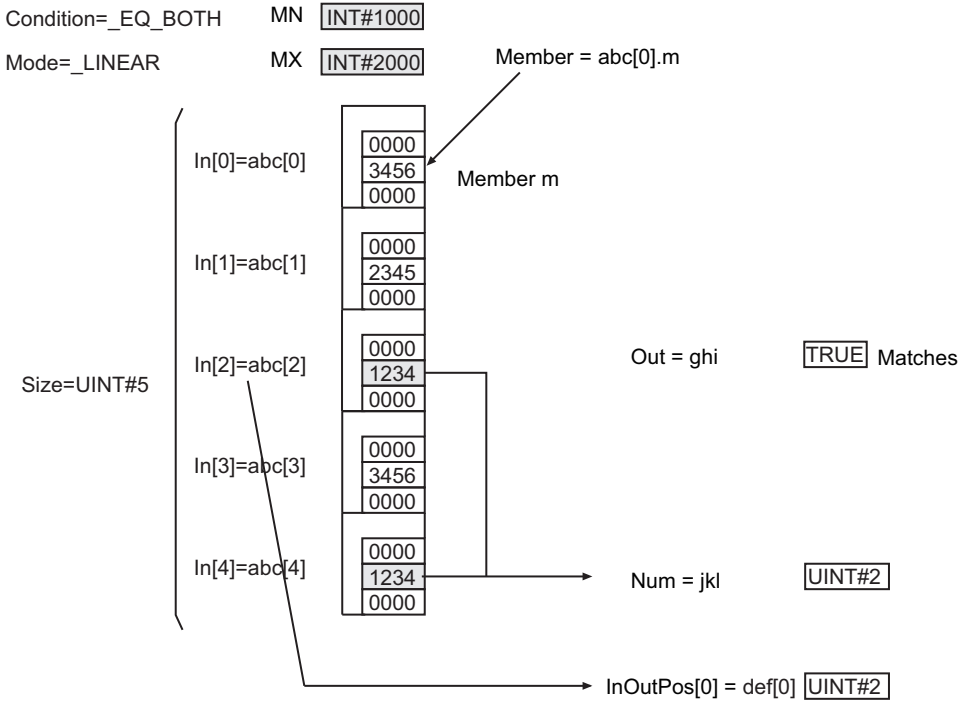 Condition=_EQ_BOTH MN INT#1000
Mode=_LINEAR MX INT#2000
Member = abc[0].m
In[0]=abc[0]
0000
3456
0000
Member m
In[1]=abc[1]
0000
2345
0000
Size=UINT#5
In[2]=abc[2]
0000
1234
0000
Out = ghi TRUE Matches
In[3]=abc[3]
0000
3456
0000
In[4]=abc[4]
0000
1234
0000
Num = jkl UINT#2
InOutPos[0] = def[0] UINT#2